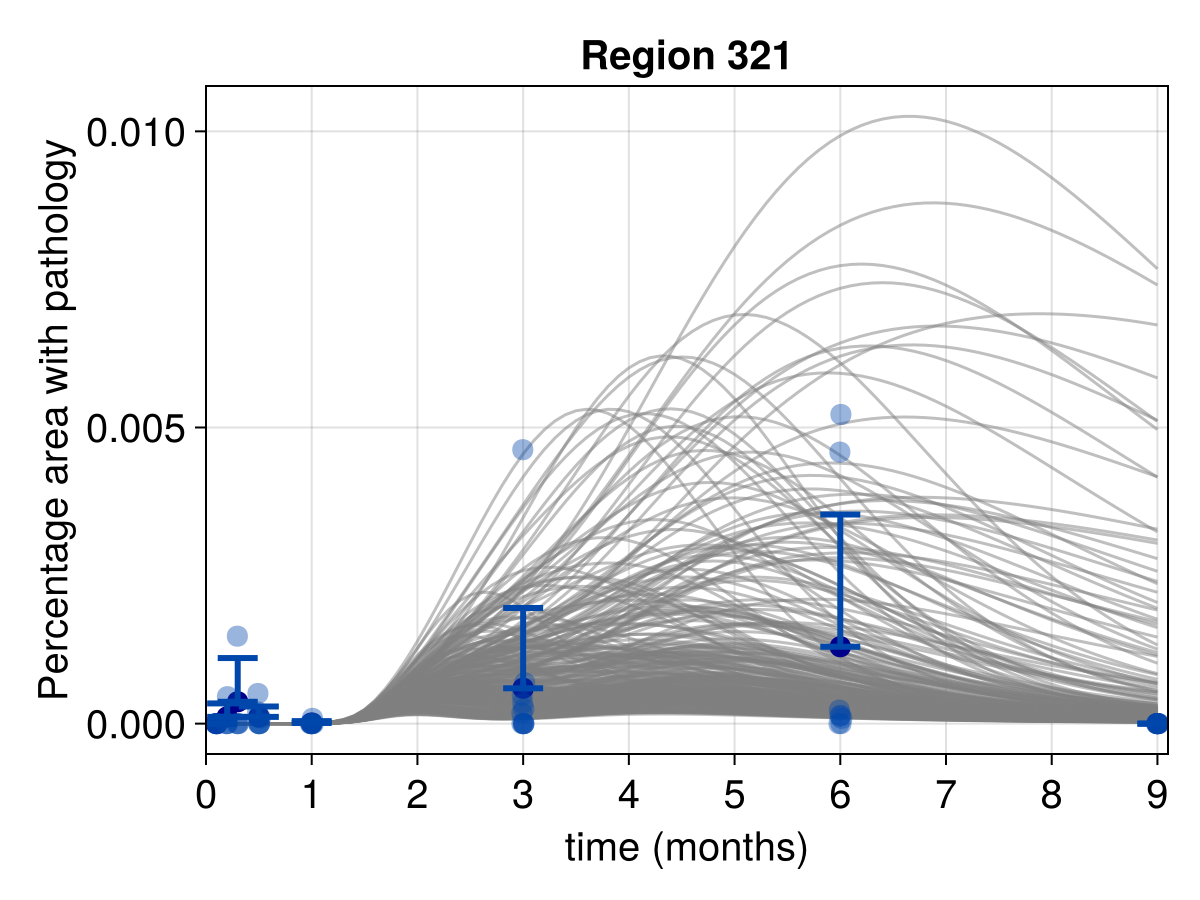 Region 321
Percentage area with pathology
0.010
0.005
0.000
0 1 2 3 4 5 6 7 8 9
time (months)